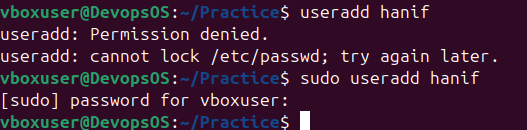 vboxuser@DevopsOS:~/Practice$ useradd hanif
useradd: Permission denied.
useradd: cannot lock /etc/passwd; try again later.
vboxuser@DevopsOS:~/Practice$ sudo useradd hanif
[sudo] password for vboxuser:
vboxuser@DevopsOS:~/Practice$